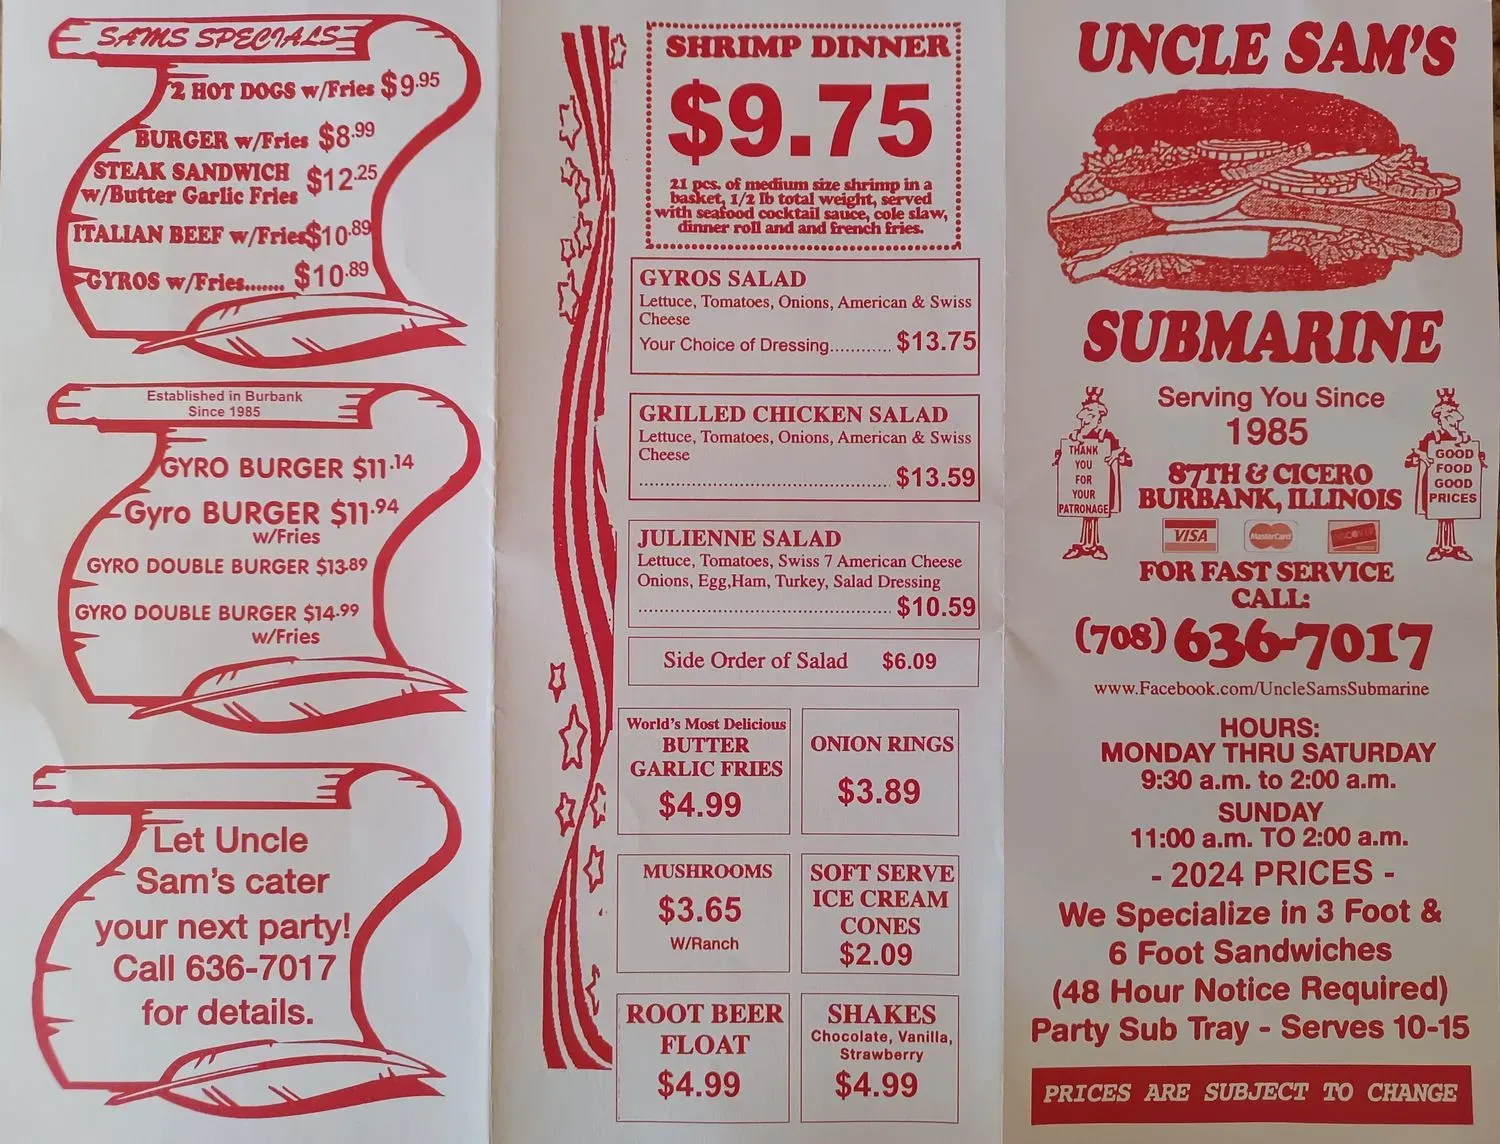 SAMS SPECIALS
2 HOT DOGS w/Fries $9.95
BURGER w/Fries $8.99
STEAK SANDWICH
w/Butter Garlic Fries $12.25
ITALIAN BEEF w/Fries $10.89
GYROS w/Fries....... $10.89
Established in Burbank
Since 1985
GYRO BURGER $11.14
Gyro BURGER $11.94
w/Fries
GYRO DOUBLE BURGER $13.89
GYRO DOUBLE BURGER $14.99
w/Fries
Let Uncle
Sam's cater
your next party!
Call 636-7017
for details.
SHRIMP DINNER
$9.75
21 pcs. of medium size shrimp in a
basket, 1/2 lb total weight, served
with seafood cocktail sauce, cole slaw,
dinner roll and and french fries.
GYROS SALAD
Lettuce, Tomatoes, Onions, American & Swiss
Cheese
Your Choice of Dressing............ $13.75
GRILLED CHICKEN SALAD
Lettuce, Tomatoes, Onions, American & Swiss
Cheese
................................................ $13.59
JULIENNE SALAD
Lettuce, Tomatoes, Swiss 7 American Cheese
Onions, Egg,Ham, Turkey, Salad Dressing
................................................ $10.59
Side Order of Salad $6.09
World's Most Delicious
BUTTER
GARLIC FRIES
$4.99
ONION RINGS
$3.89
MUSHROOMS
$3.65
W/Ranch
SOFT SERVE
ICE CREAM
CONES
$2.09
ROOT BEER
FLOAT
$4.99
SHAKES
Chocolate, Vanilla,
Strawberry
$4.99
UNCLE SAM'S
SUBMARINE
Serving You Since
1985
THANK
YOU
FOR
YOUR
PATRONAGE
87TH & CICERO
BURBANK, ILLINOIS
GOOD
FOOD
GOOD
PRICES
VISA
MasterCard
DISCOVER
FOR FAST SERVICE
CALL:
(708) 636-7017
www.Facebook.com/UncleSamsSubmarine
HOURS:
MONDAY THRU SATURDAY
9:30 a.m. to 2:00 a.m.
SUNDAY
11:00 a.m. TO 2:00 a.m.
- 2024 PRICES -
We Specialize in 3 Foot &
6 Foot Sandwiches
(48 Hour Notice Required)
Party Sub Tray - Serves 10-15
PRICES ARE SUBJECT TO CHANGE